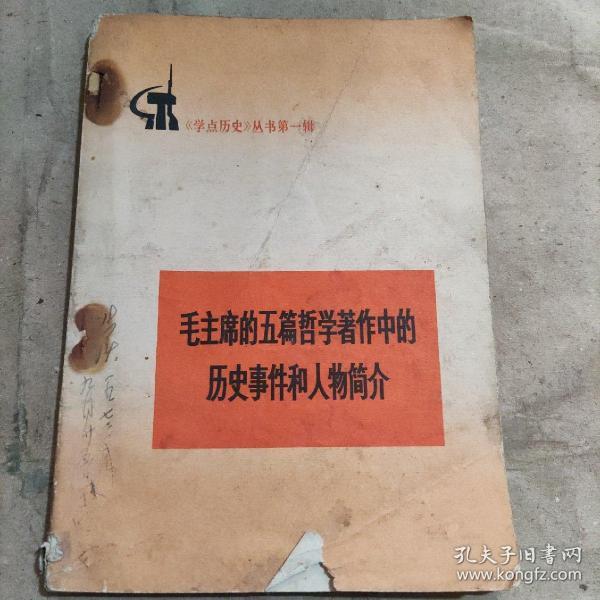 《学点历史》丛书第一辑
毛主席的五篇哲学著作中的
历史事件和人物简介
孔夫子旧书网
www.kongfz.com